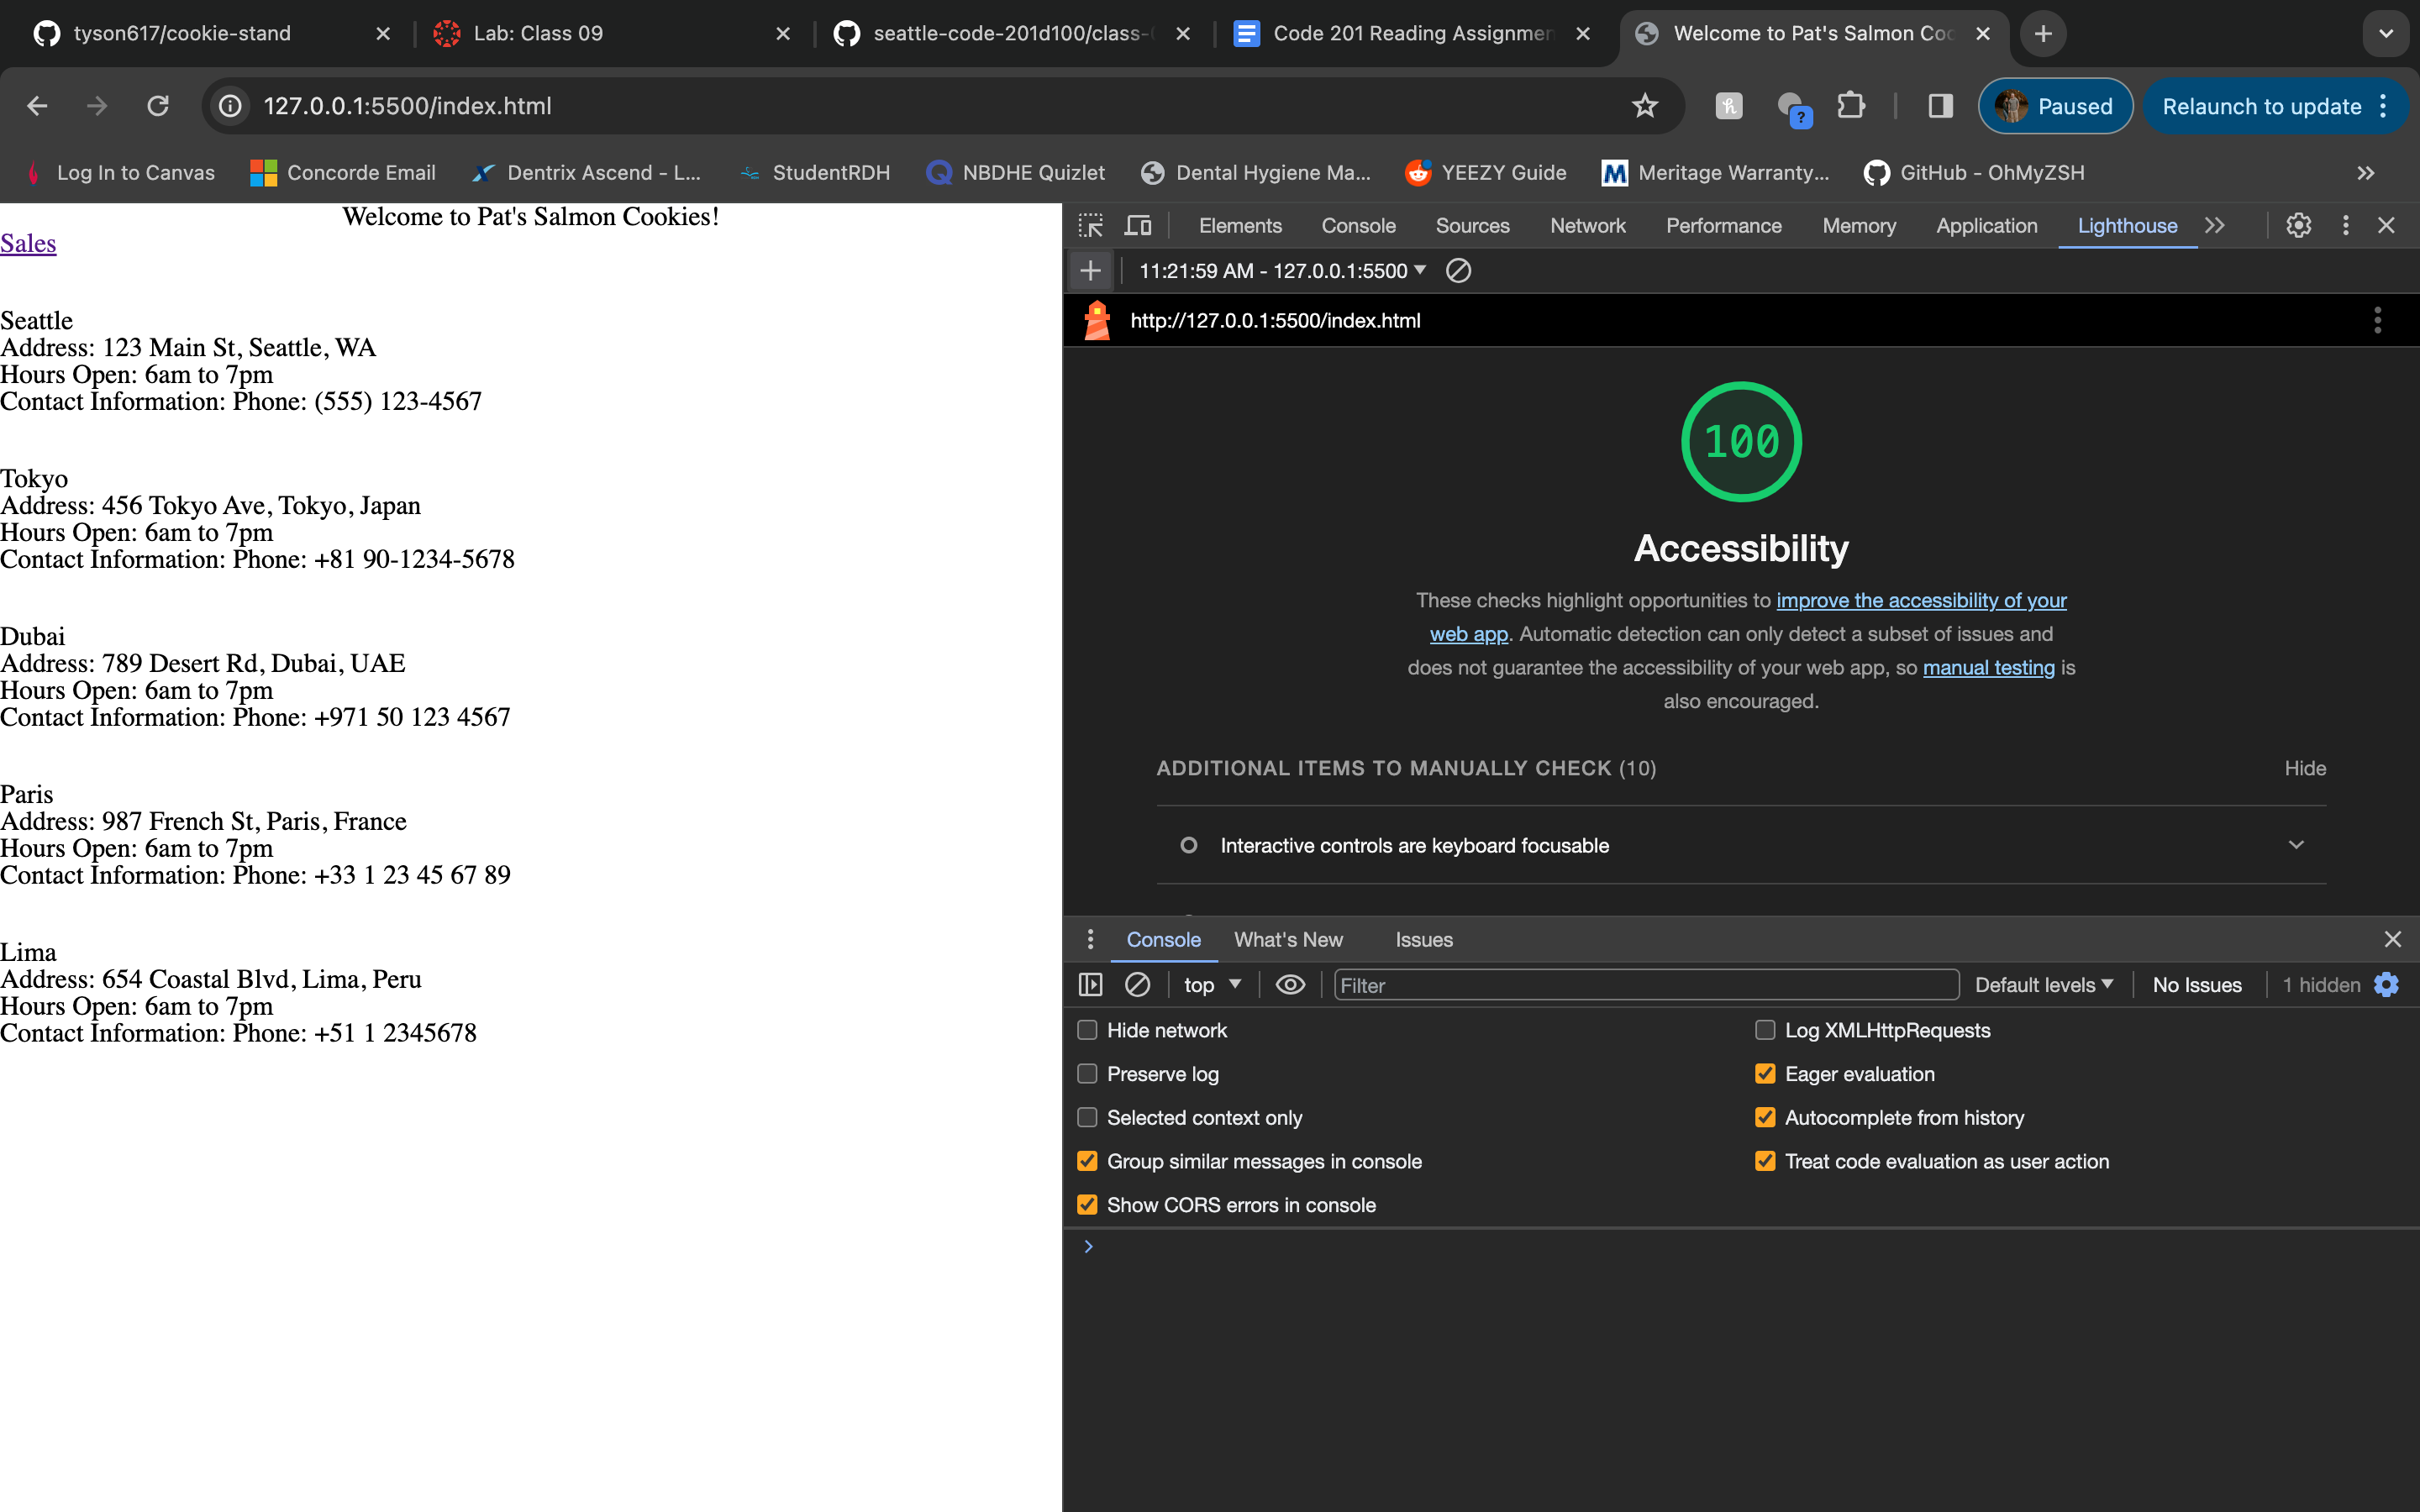 tyson617/cookie-stand
Lab: Class 09
seattle-code-201d100/class-
Code 201 Reading Assignmen
Welcome to Pat's Salmon Coo
127.0.0.1:5500/index.html
Paused
Relaunch to update
Log In to Canvas
Concorde Email
Dentrix Ascend - L...
StudentRDH
NBDHE Quizlet
Dental Hygiene Ma...
YEEZY Guide
Meritage Warranty...
GitHub - OhMyZSH
Welcome to Pat's Salmon Cookies!
Sales
Seattle
Address: 123 Main St, Seattle, WA
Hours Open: 6am to 7pm
Contact Information: Phone: (555) 123-4567
Tokyo
Address: 456 Tokyo Ave, Tokyo, Japan
Hours Open: 6am to 7pm
Contact Information: Phone: +81 90-1234-5678
Dubai
Address: 789 Desert Rd, Dubai, UAE
Hours Open: 6am to 7pm
Contact Information: Phone: +971 50 123 4567
Paris
Address: 987 French St, Paris, France
Hours Open: 6am to 7pm
Contact Information: Phone: +33 1 23 45 67 89
Lima
Address: 654 Coastal Blvd, Lima, Peru
Hours Open: 6am to 7pm
Contact Information: Phone: +51 1 2345678
Elements
Console
Sources
Network
Performance
Memory
Application
Lighthouse
11:21:59 AM - 127.0.0.1:5500
http://127.0.0.1:5500/index.html
100
Accessibility
These checks highlight opportunities to improve the accessibility of your
web app. Automatic detection can only detect a subset of issues and
does not guarantee the accessibility of your web app, so manual testing is
also encouraged.
ADDITIONAL ITEMS TO MANUALLY CHECK (10)
Hide
Interactive controls are keyboard focusable
Console
What's New
Issues
top
Filter
Default levels
No Issues
1 hidden
Hide network
Log XMLHttpRequests
Preserve log
Eager evaluation
Selected context only
Autocomplete from history
Group similar messages in console
Treat code evaluation as user action
Show CORS errors in console